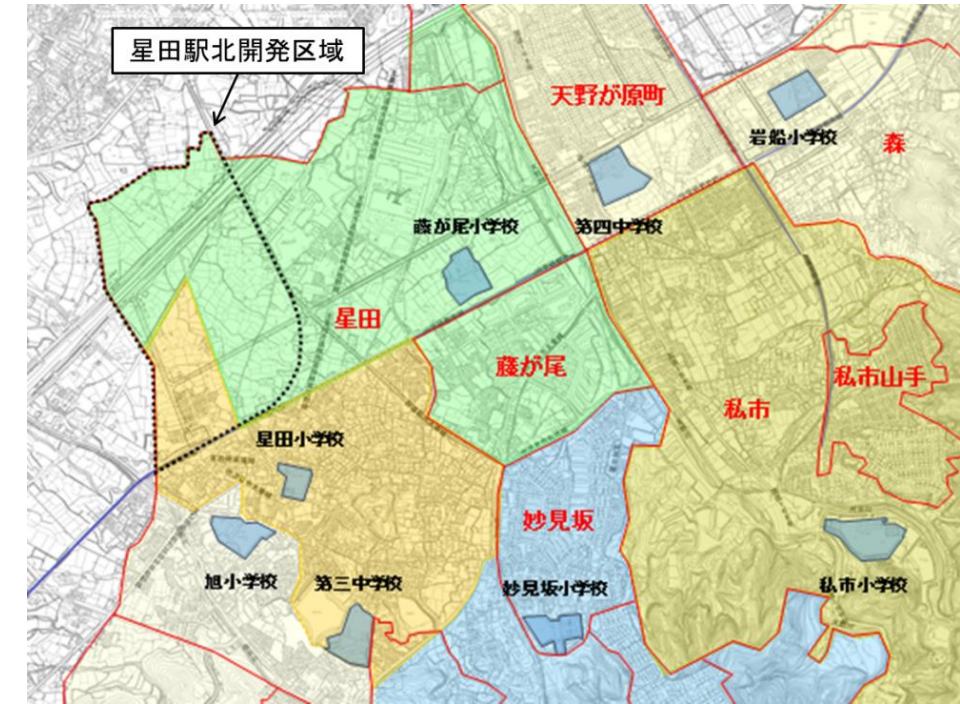 星田駅北開発区域
天野が原町
岩船小学校
森
藤が尾小学校
第四中学校
星田
藤が尾
私市山手
私市
星田小学校
妙見坂
旭小学校
第三中学校
妙見坂小学校
私市小学校